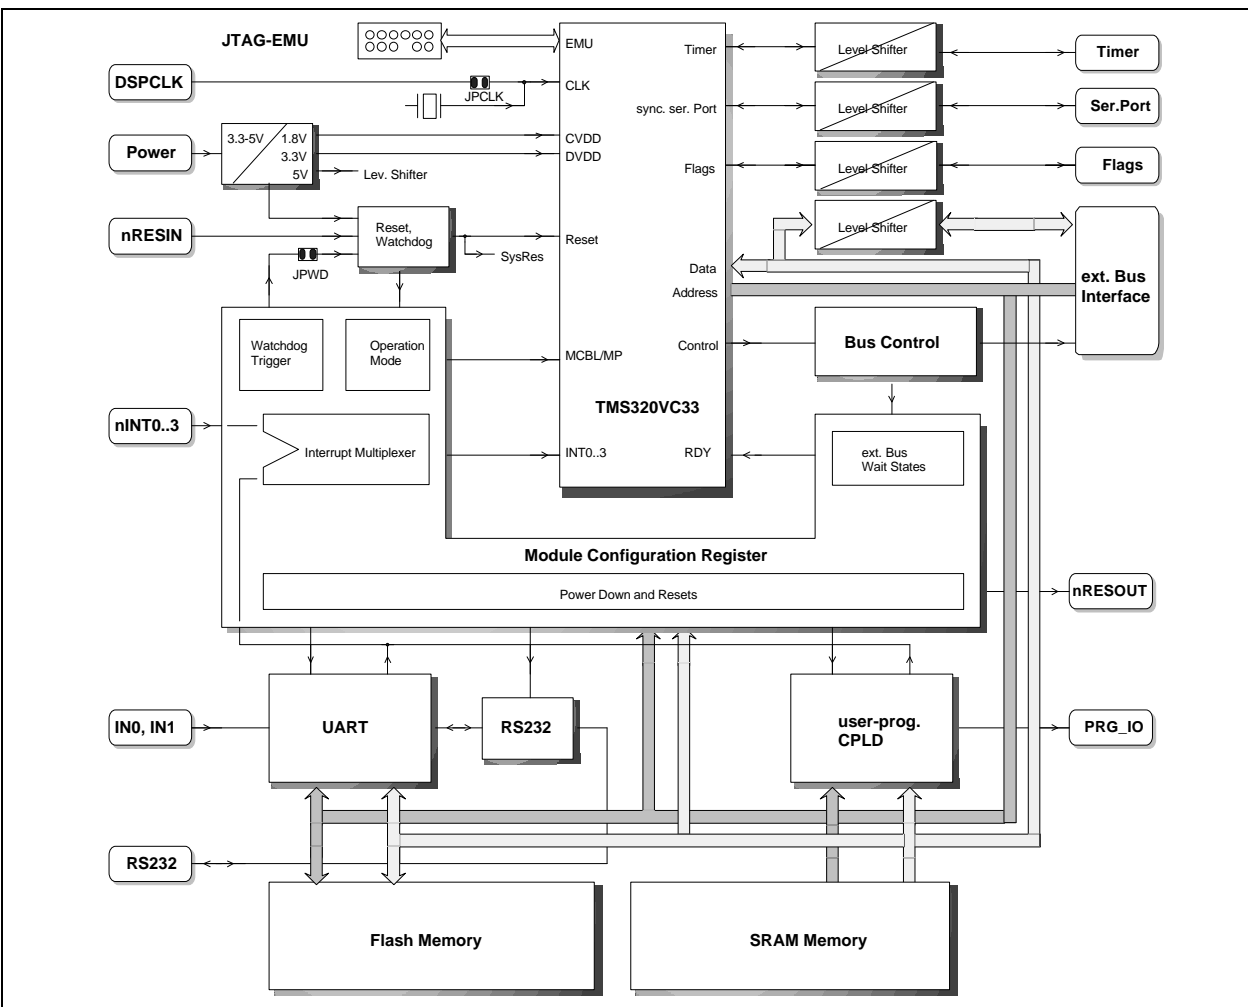 JTAG-EMU
EMU
Timer
Level Shifter
Timer
DSPCLK
JPCLK
CLK
sync. ser. Port
Level Shifter
Ser.Port
Power
3.3-5V
1.8V
3.3V
5V
Lev. Shifter
CVDD
DVDD
Flags
Level Shifter
Flags
nRESIN
Reset,
Watchdog
JPWD
SysRes
Reset
Level Shifter
Data
Address
ext. Bus
Interface
Watchdog
Trigger
Operation
Mode
MCBL/MP
Control
Bus Control
TMS320VC33
nINT0..3
Interrupt Multiplexer
INT0..3
RDY
ext. Bus
Wait States
Module Configuration Register
Power Down and Resets
nRESOUT
IN0, IN1
UART
RS232
user-prog.
CPLD
PRG_IO
RS232
Flash Memory
SRAM Memory